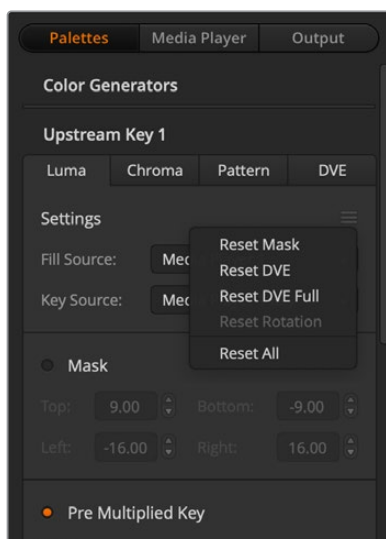 Palettes Media Player Output
Color Generators
Upstream Key 1
Luma Chroma Pattern DVE
Settings
Reset Mask
Reset DVE
Reset DVE Full
Reset Rotation
Reset All
Fill Source:
Key Source:
Mask
Top: 9.00 Bottom: -9.00
Left: -16.00 Right: 16.00
Pre Multiplied Key